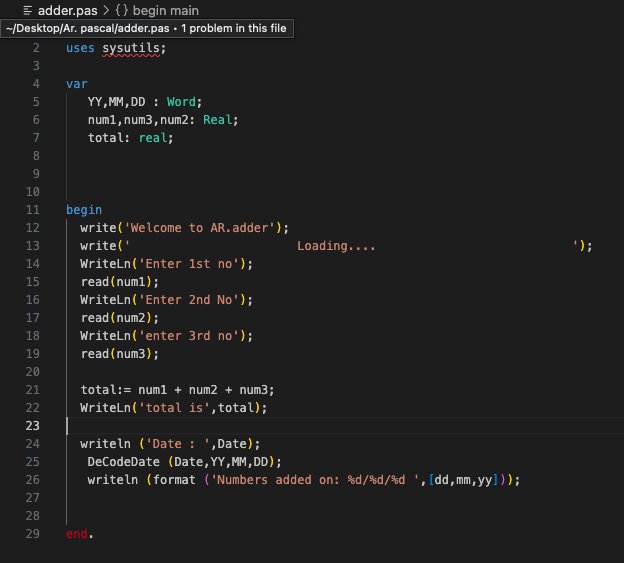 adder.pas > {} begin main
~/Desktop/Ar. pascal/adder.pas • 1 problem in this file
2 uses sysutils;
3
4 var
5 YY,MM,DD : Word;
6 num1,num3,num2: Real;
7 total: real;
8
9
10
11 begin
12 write('Welcome to AR.adder');
13 write('                       Loading....                           ');
14 WriteLn('Enter 1st no');
15 read(num1);
16 WriteLn('Enter 2nd No');
17 read(num2);
18 WriteLn('enter 3rd no');
19 read(num3);
20
21 total:= num1 + num2 + num3;
22 WriteLn('total is',total);
23
24 writeln ('Date : ',Date);
25 DeCodeDate (Date,YY,MM,DD);
26 writeln (format ('Numbers added on: %d/%d/%d ',[dd,mm,yy]));
27
28
29 end.